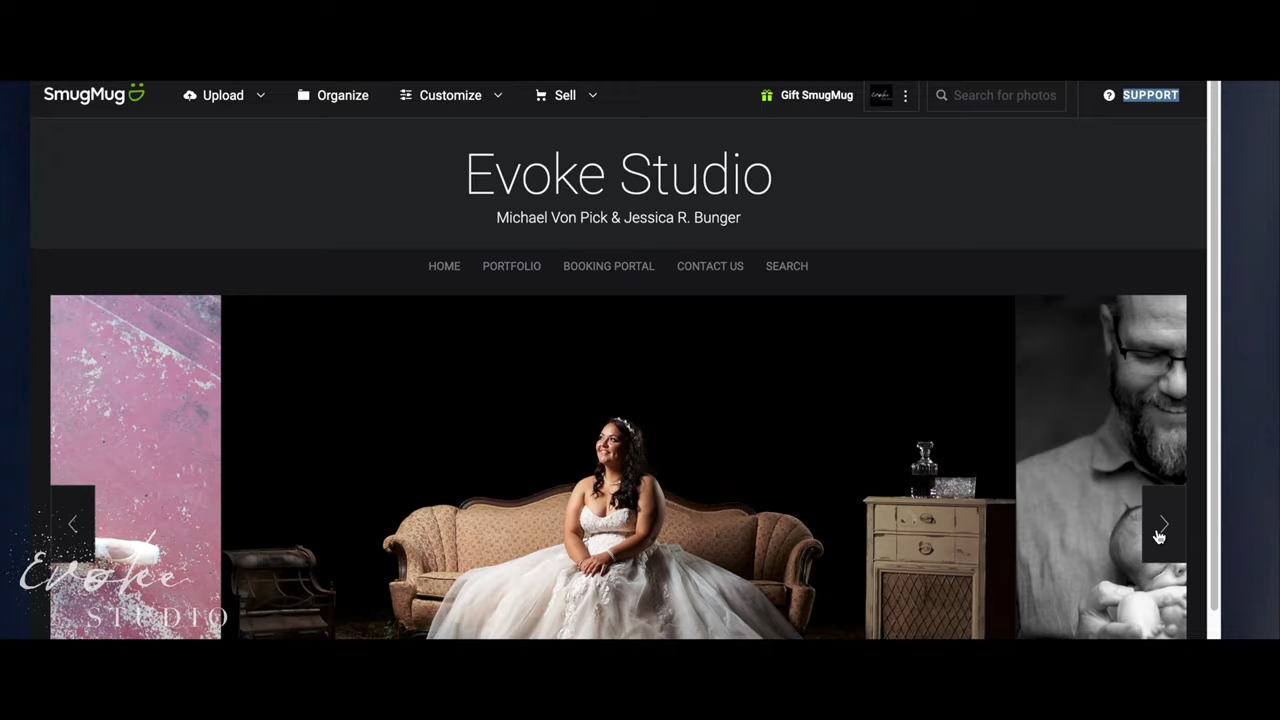 SmugMug Upload Organize Customize Sell Gift SmugMug Search for photos SUPPORT
Evoke Studio
Michael Von Pick & Jessica R. Bunger
HOME PORTFOLIO BOOKING PORTAL CONTACT US SEARCH
Evoke
STUDIO